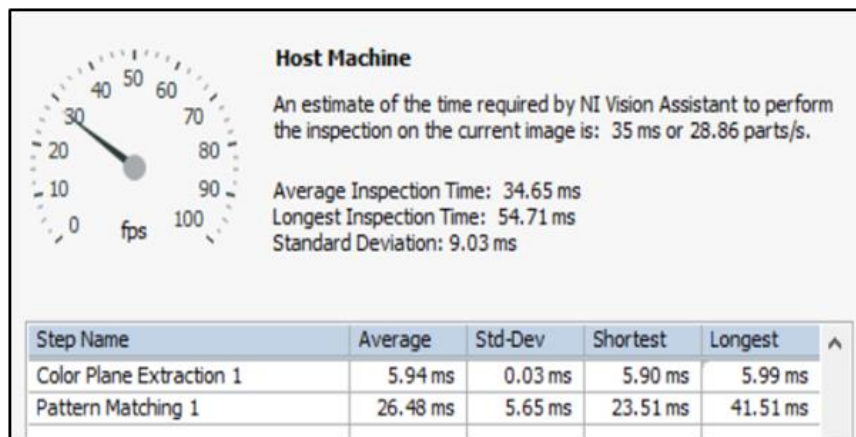 Host Machine
An estimate of the time required by NI Vision Assistant to perform
the inspection on the current image is: 35 ms or 28.86 parts/s.
Average Inspection Time: 34.65 ms
Longest Inspection Time: 54.71 ms
Standard Deviation: 9.03 ms
0
10
20
30
40
50
60
70
80
90
100
fps
Step Name Average Std-Dev Shortest Longest
Color Plane Extraction 1 5.94 ms 0.03 ms 5.90 ms 5.99 ms
Pattern Matching 1 26.48 ms 5.65 ms 23.51 ms 41.51 ms